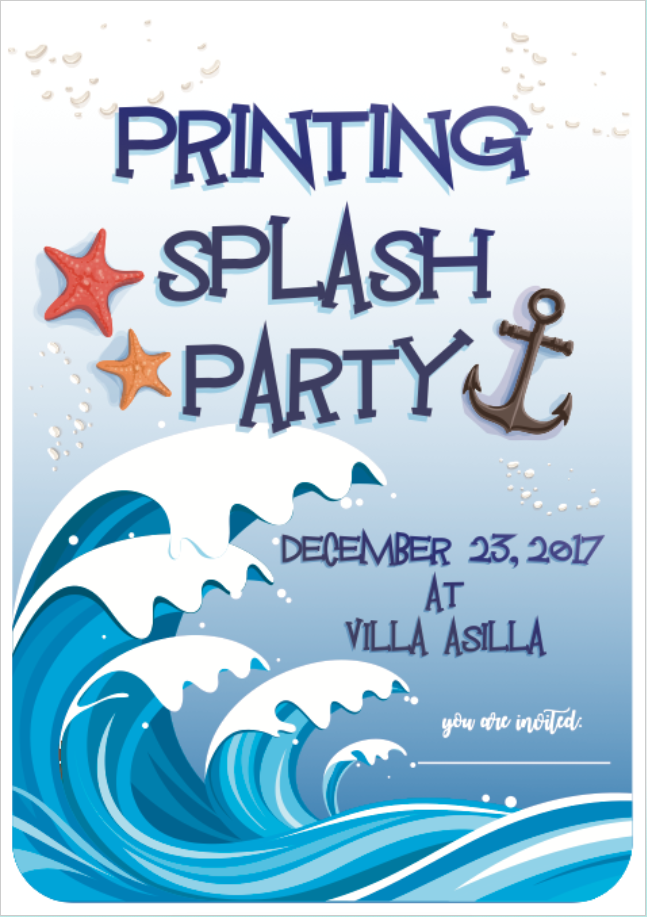 PRINTING
SPLASH
PARTY
DECEMBER 23, 2017
AT
VILLA ASILLA
you are invited: